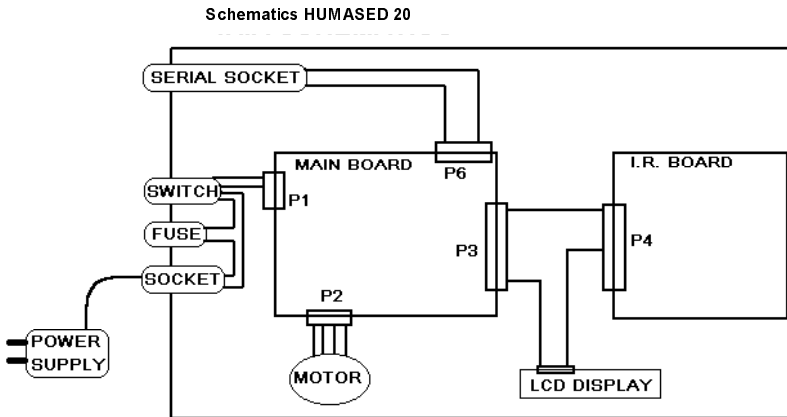 Schematics HUMASED 20
SERIAL SOCKET
MAIN BOARD
P6
I.R. BOARD
SWITCH
P1
FUSE
P3
P4
SOCKET
P2
POWER
SUPPLY
MOTOR
LCD DISPLAY